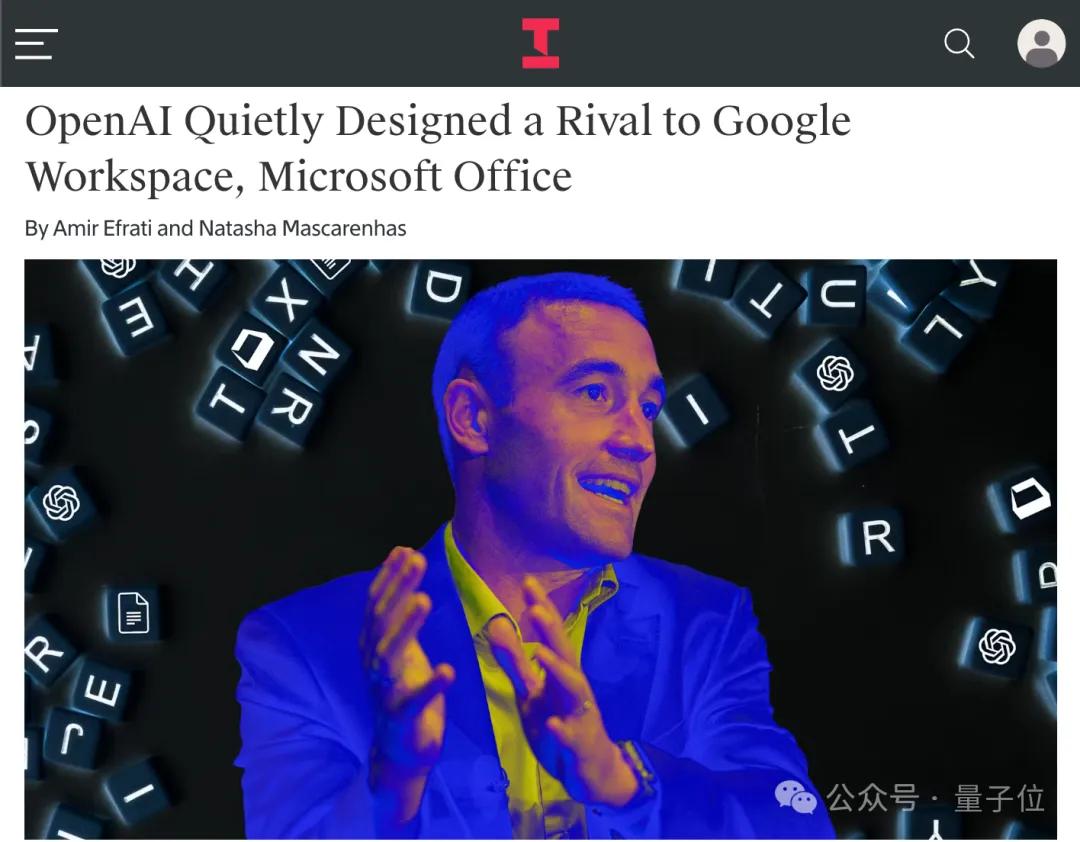 OpenAI Quietly Designed a Rival to Google
Workspace, Microsoft Office
By Amir Efrati and Natasha Mascarenhas
H
D
I
T
U
Y
E
X
L
A
N
T
R
I
T
S
R
D
R
E
J
I
公众号 · 量子位